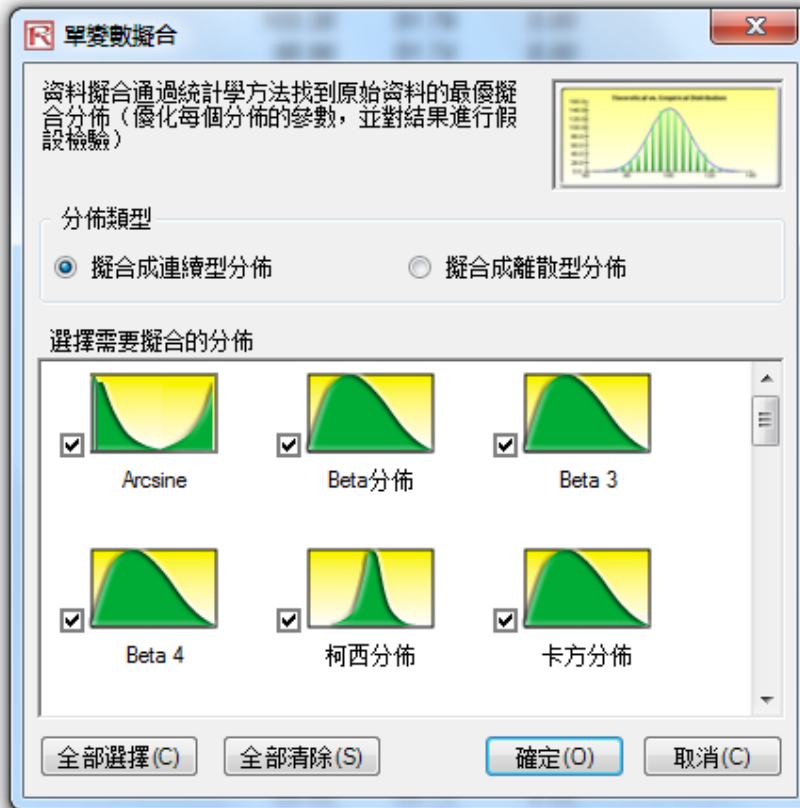 單變數擬合
資料擬合通過統計學方法找到原始資料的最優擬
合分佈（優化每個分佈的參數，並對結果進行假
設檢驗）
Theoretical vs. Empirical Distribution
分佈類型
擬合成連續型分佈
擬合成離散型分佈
選擇需要擬合的分佈
Arcsine
Beta分佈
Beta 3
Beta 4
柯西分佈
卡方分佈
全部選擇(C)
全部清除(S)
確定(O)
取消(C)